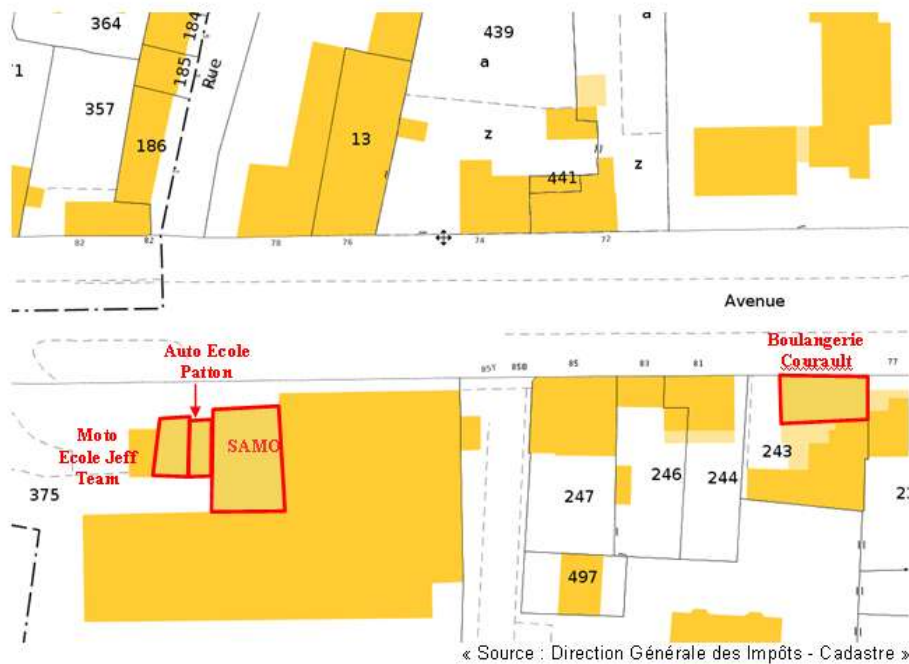 364
184
439
a
a
71
185
Rue
357
186
13
z
z
441
82
82
78
76
74
72
Avenue
Auto Ecole
Patton
Boulangerie
Courault
85T
85B
85
83
81
77
Moto
Ecole Jeff
Team
SAMO
375
243
247
246
244
497
« Source : Direction Générale des Impôts - Cadastre »